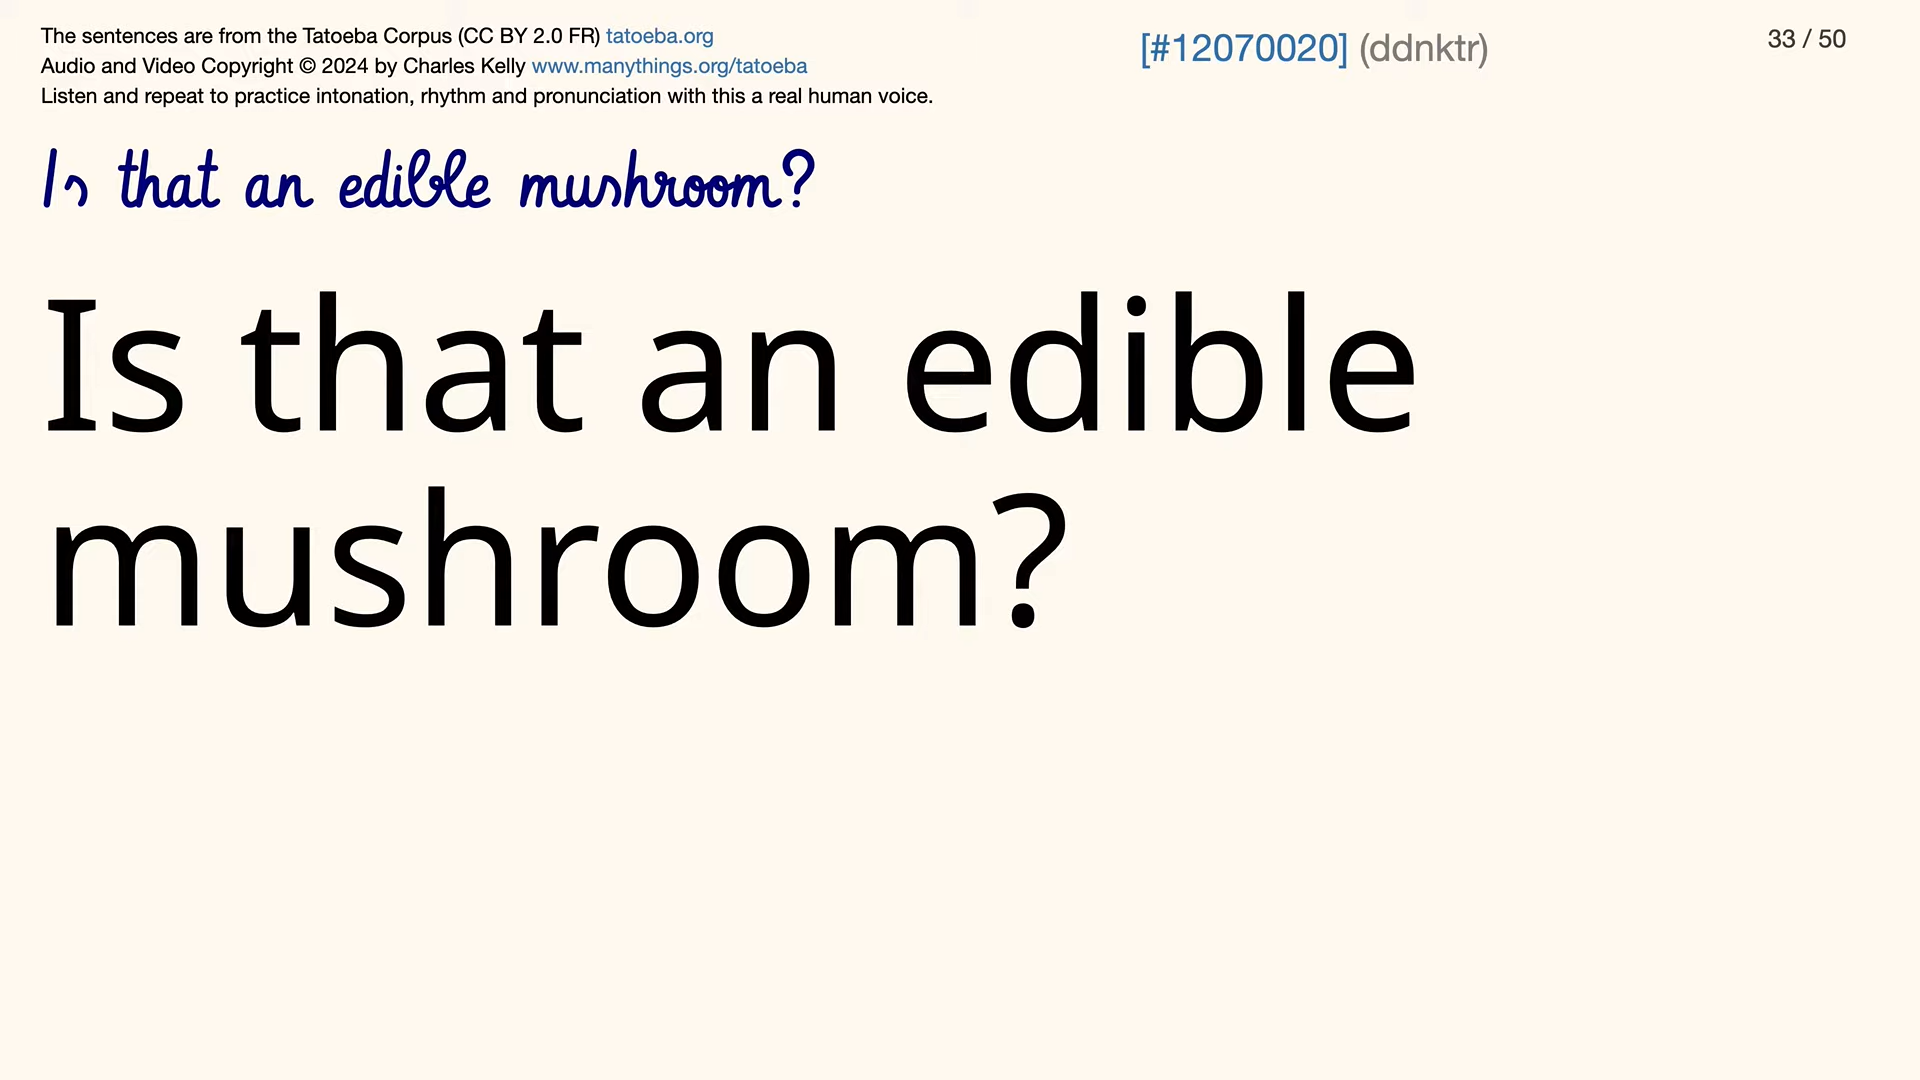 The sentences are from the Tatoeba Corpus (CC BY 2.0 FR) tatoeba.org
Audio and Video Copyright © 2024 by Charles Kelly www.manythings.org/tatoeba
Listen and repeat to practice intonation, rhythm and pronunciation with this a real human voice.
[#12070020] (ddnktr)
33 / 50
Is that an edible mushroom?
Is that an edible
mushroom?